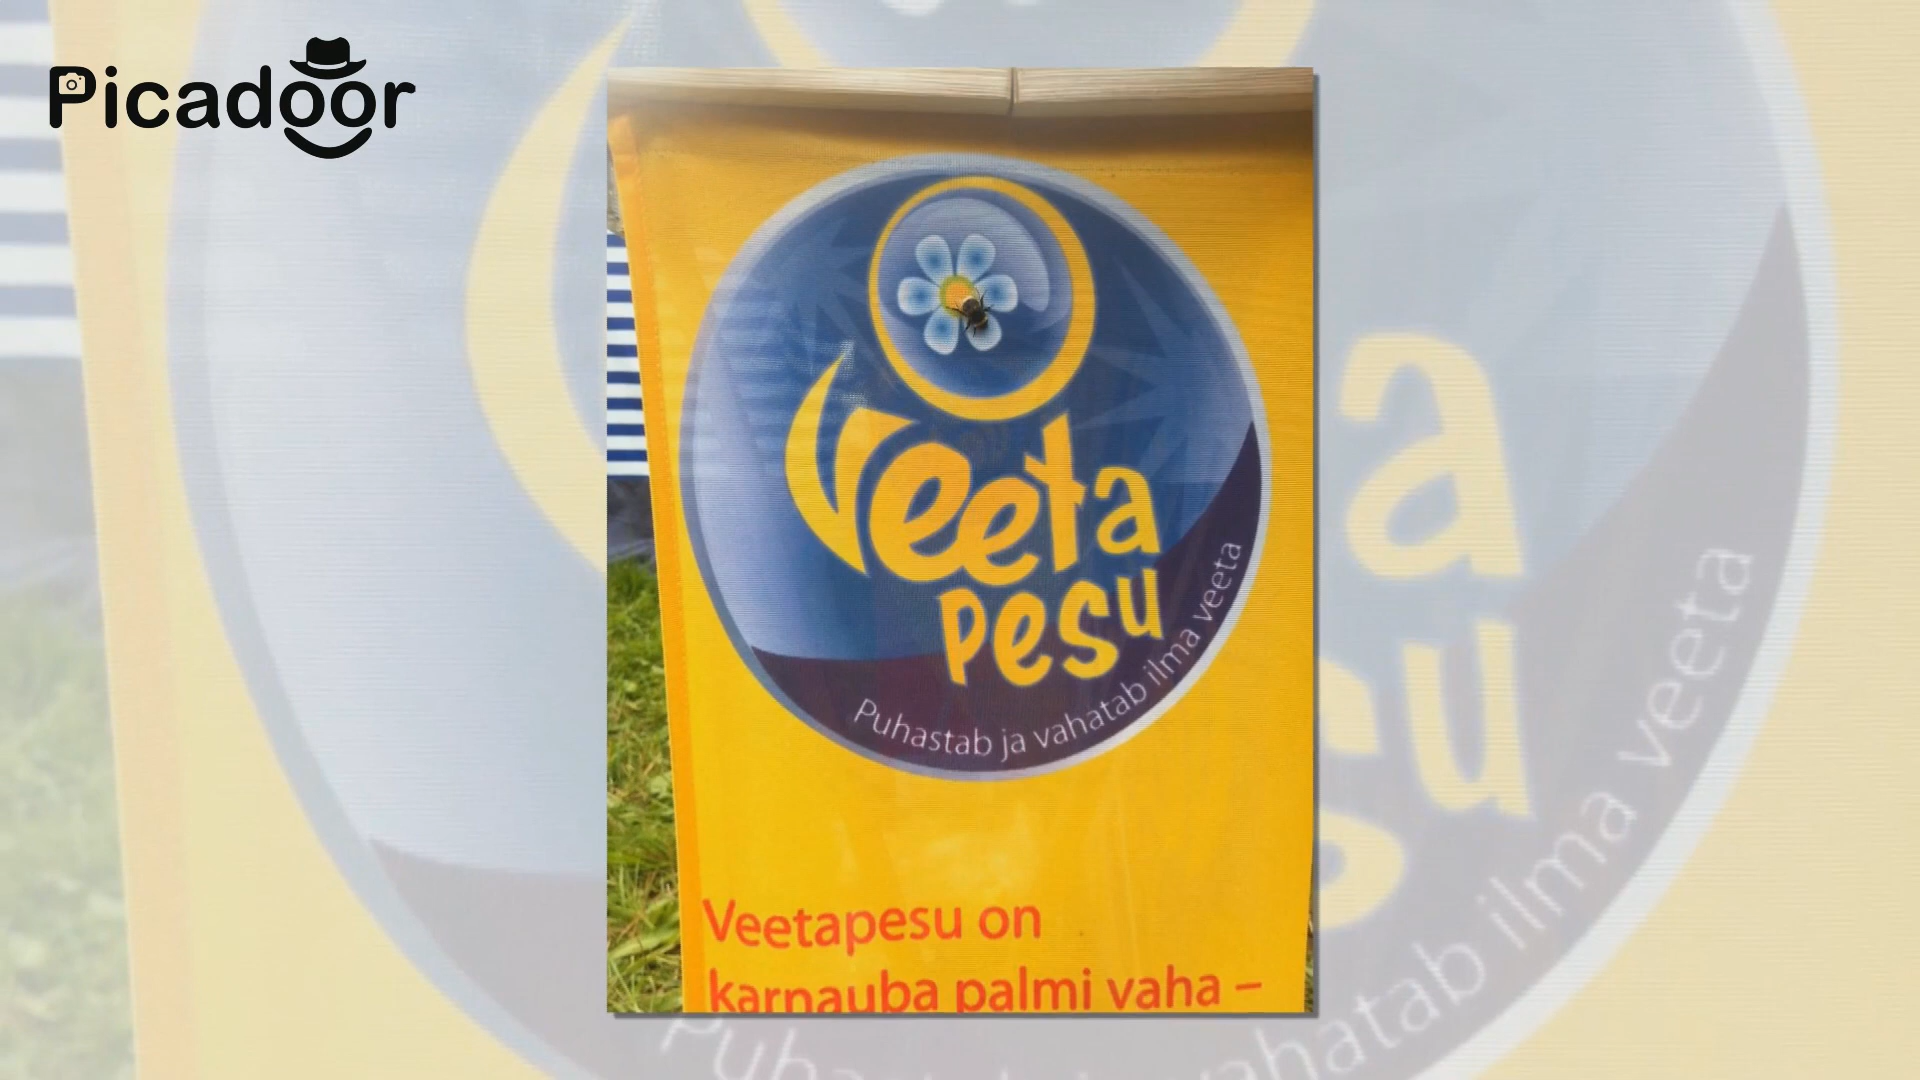 Picadoor
Veeta
pesu
Puhastab ja vahatab ilma veeta
Veetapesu on
karnauba palmi vaha –